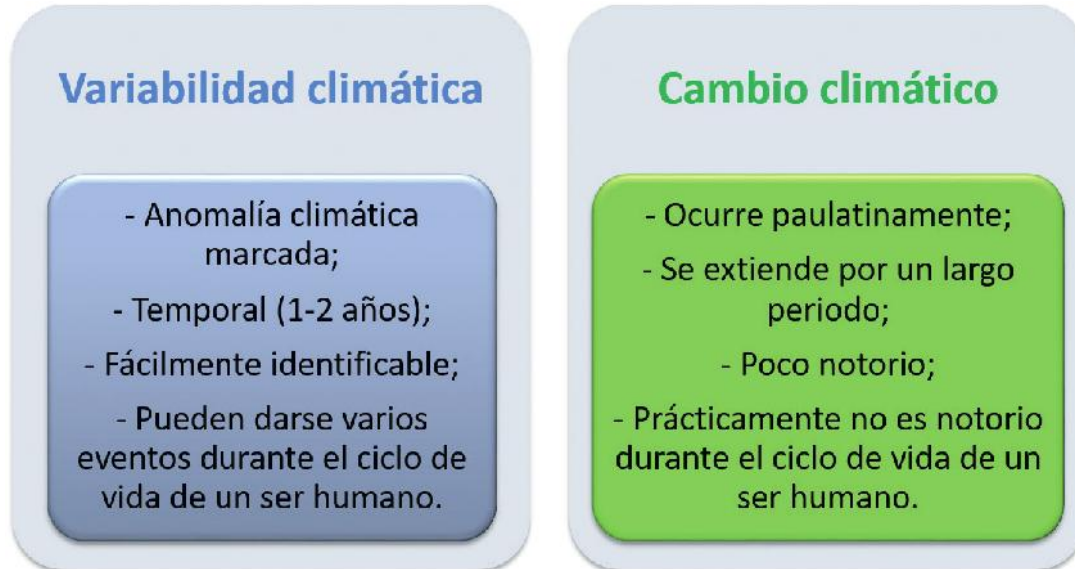 Variabilidad climática
- Anomalía climática
marcada;
- Temporal (1-2 años);
- Fácilmente identificable;
- Pueden darse varios
eventos durante el ciclo de
vida de un ser humano.
Cambio climático
- Ocurre paulatinamente;
- Se extiende por un largo
periodo;
- Poco notorio;
- Prácticamente no es notorio
durante el ciclo de vida de un
ser humano.